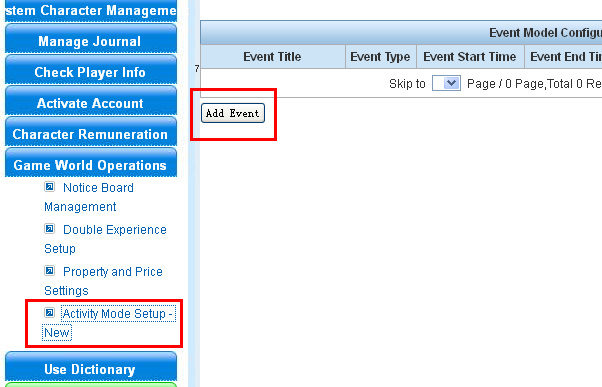 stem Character Manageme
Manage Journal
Check Player Info
Activate Account
Character Remuneration
Game World Operations
Notice Board
Management
Double Experience
Setup
Property and Price
Settings
Activity Mode Setup -
New
Use Dictionary
7
Event Model Configu
Event Title Event Type Event Start Time Event End Ti
Skip to Page / 0 Page,Total 0 Re
Add Event